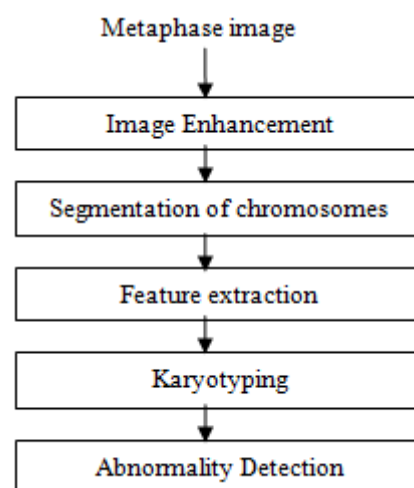 Metaphase image
Image Enhancement
Segmentation of chromosomes
Feature extraction
Karyotyping
Abnormality Detection